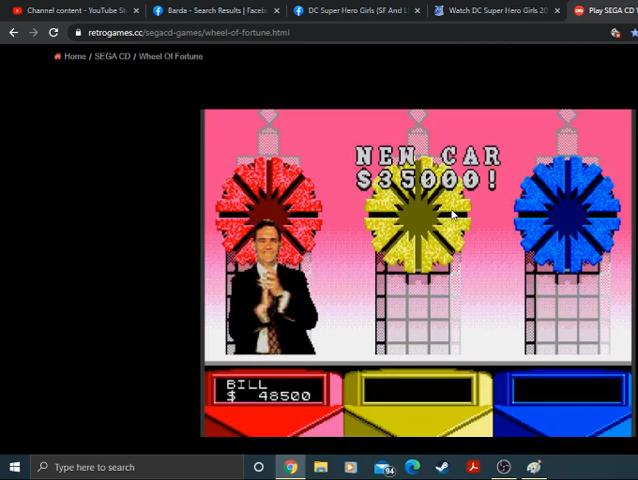 Channel content - YouTube St
Barda - Search Results | Faceb
DC Super Hero Girls (SF And L
Watch DC Super Hero Girls 20
Play SEGA CD
retrogames.cc/segacd-games/wheel-of-fortune.html
Home / SEGA CD / Wheel Of Fortune
NEW CAR
$35000!
BILL
$ 48500
Type here to search
94